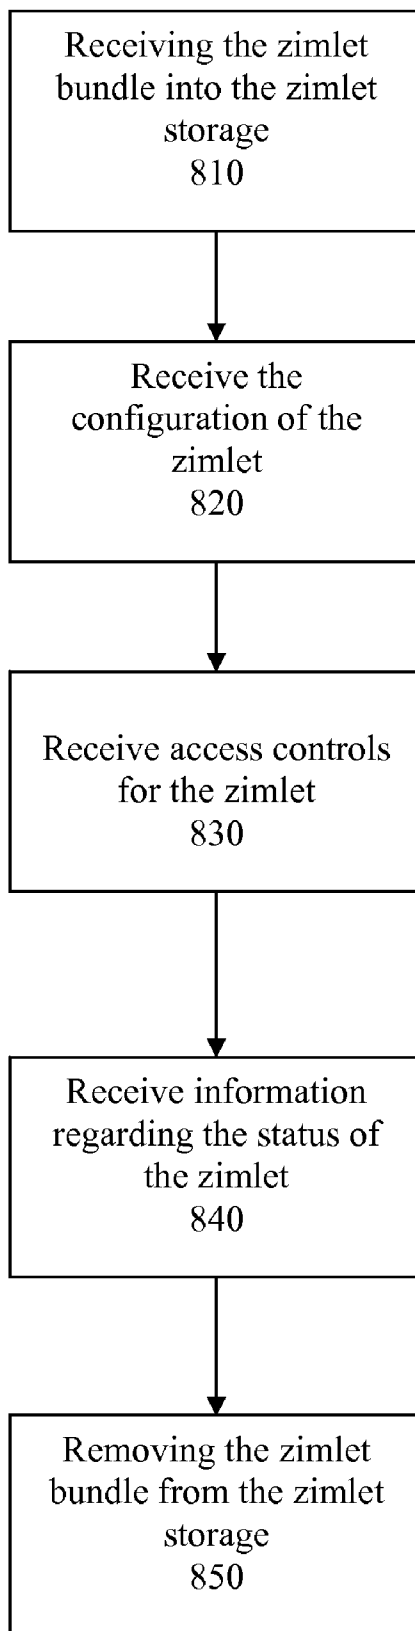 Receiving the zimlet
bundle into the zimlet
storage
810
Receive the
configuration of the
zimlet
820
Receive access controls
for the zimlet
830
Receive information
regarding the status of
the zimlet
840
Removing the zimlet
bundle from the zimlet
storage
850